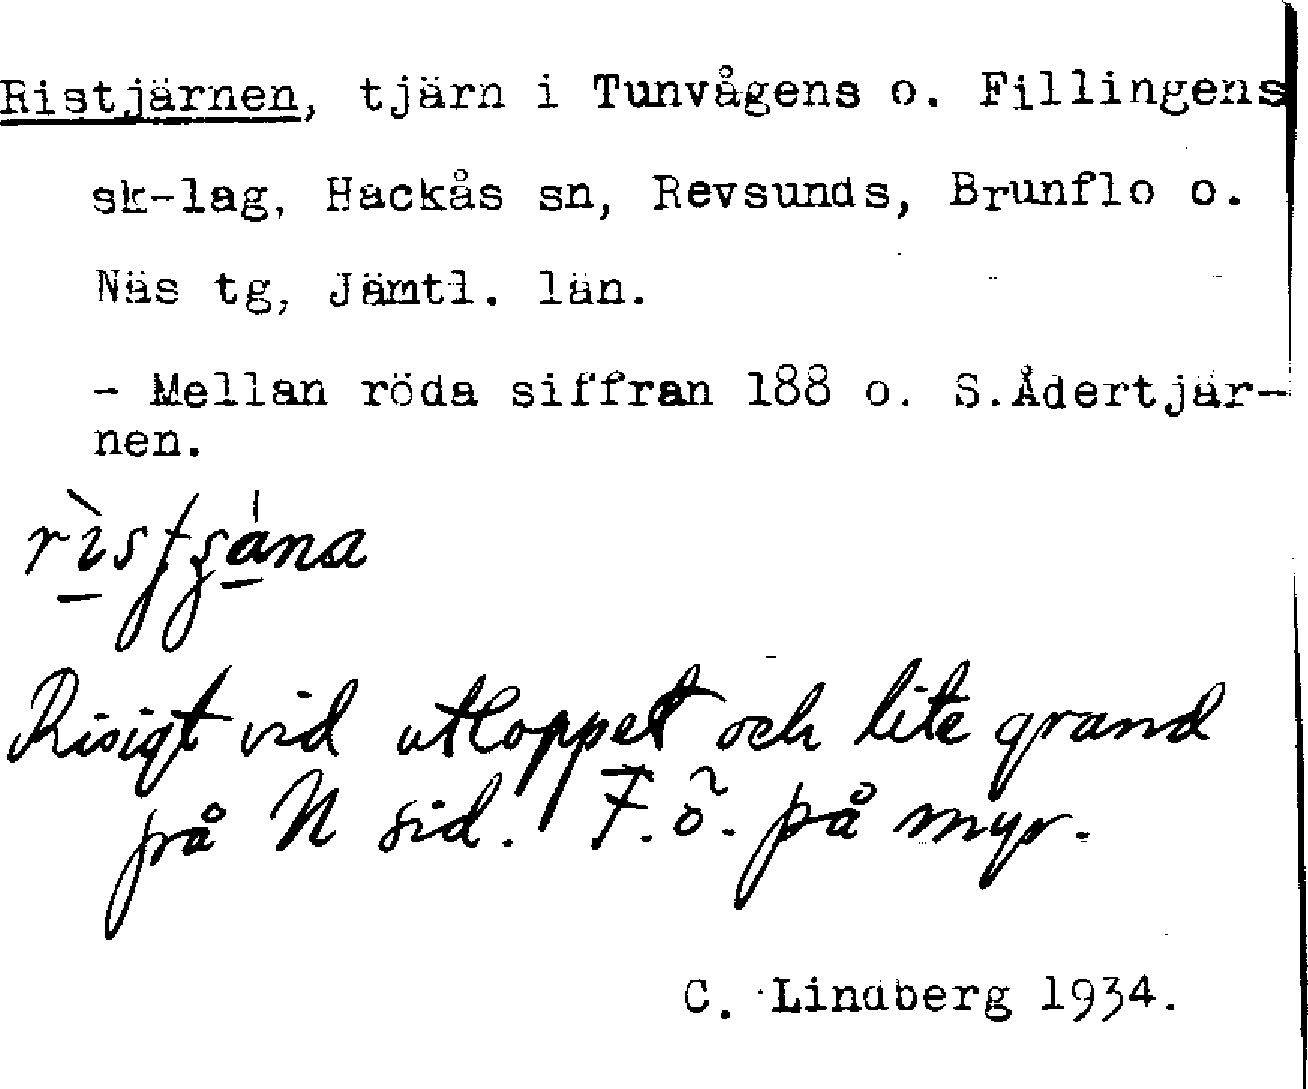 Ristjärnen, tjärn i Tunvågens o. Fillingens
sk-lag, Hackås sn, Revsunds, Brunflo o.
Näs tg, Jämtl. län.
- Mellan röda siffran 188 o. S.Ådertjär-
nen.
Risigt vid utloppet och lite grand
på N sid. F.ö. på myr.
C. Lindberg 1934.